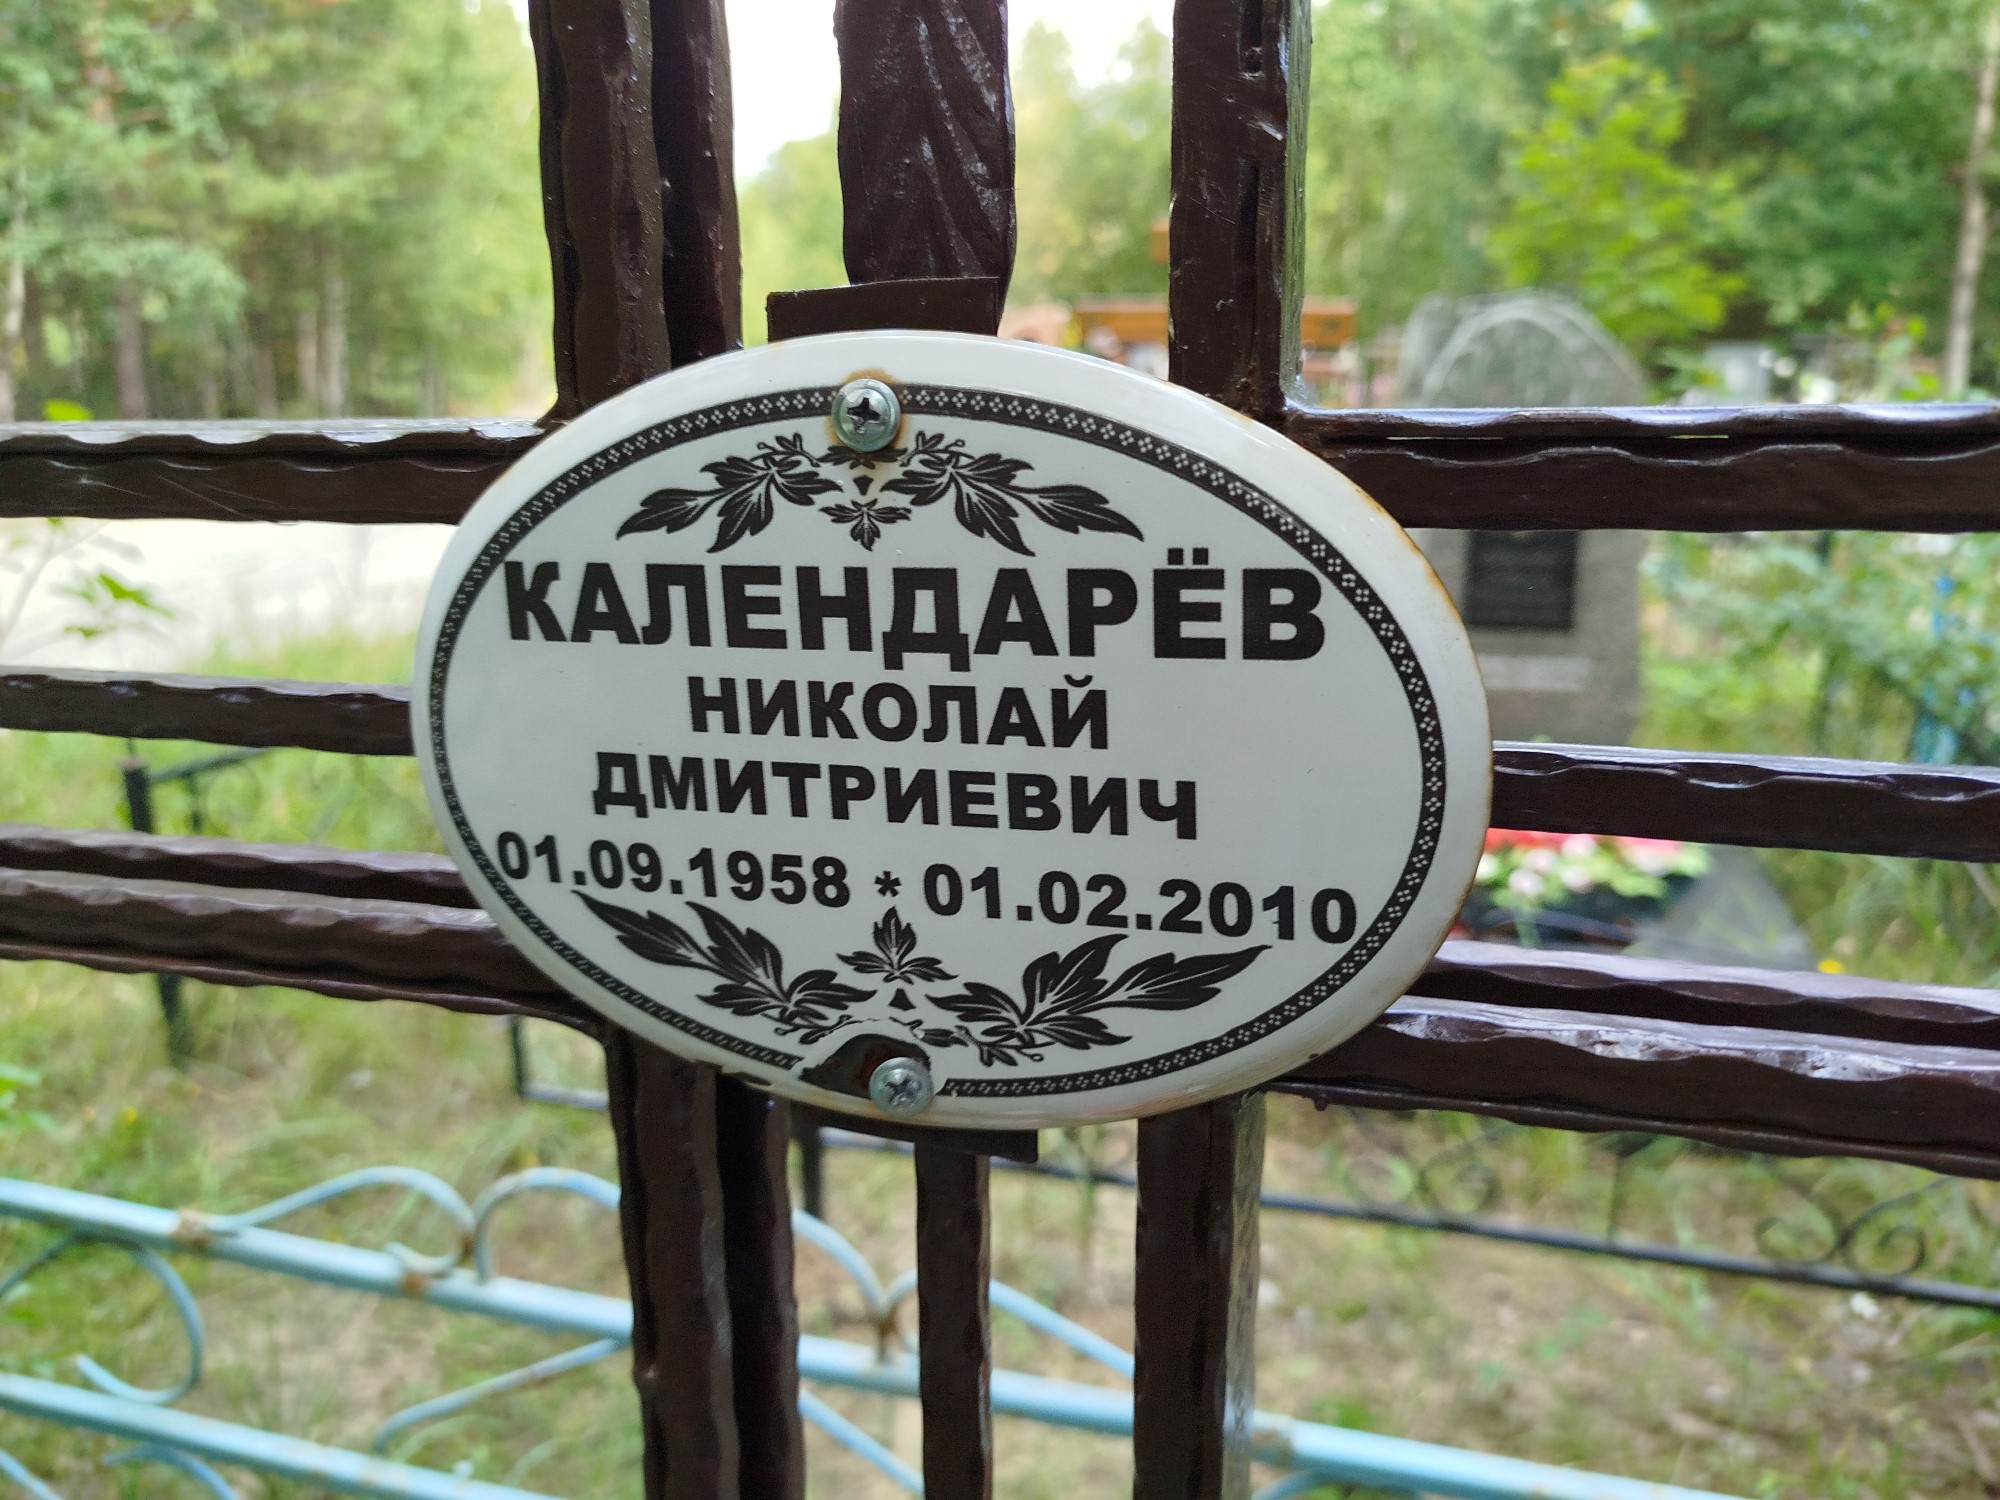 КАЛЕНДАРЁВ
НИКОЛАЙ
ДМИТРИЕВИЧ
01.09.1958 * 01.02.2010